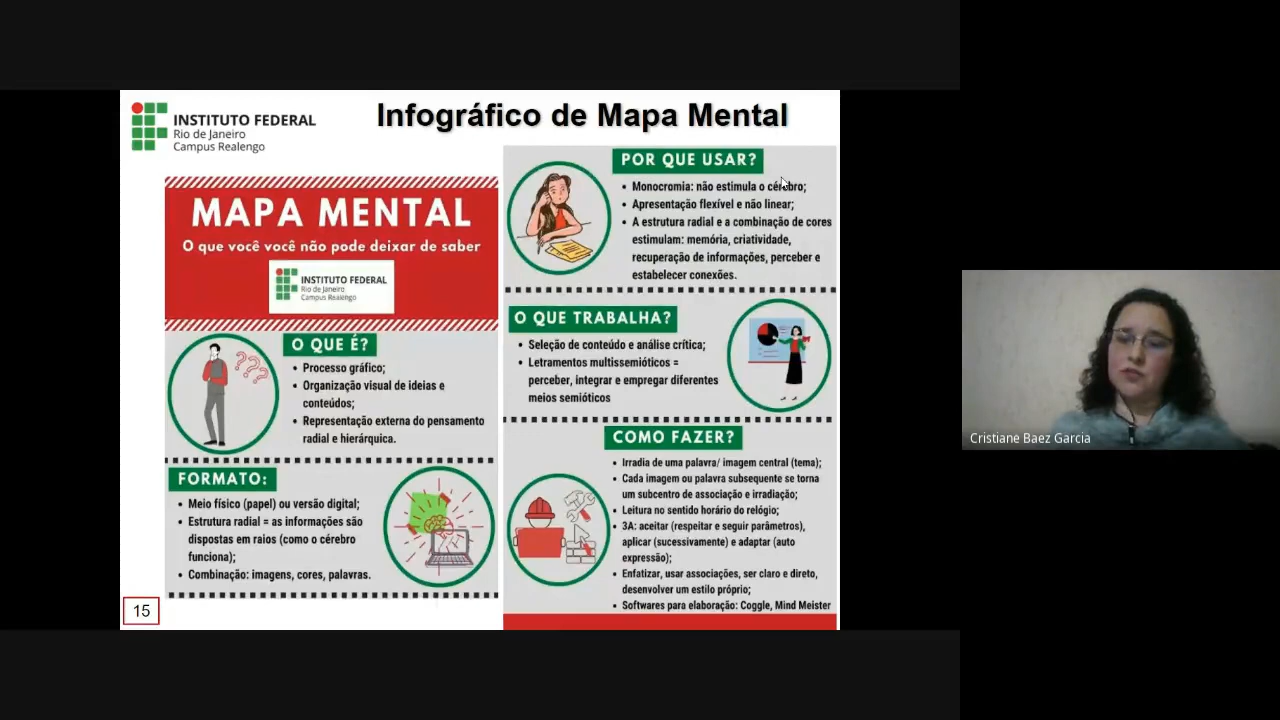 INSTITUTO FEDERAL
Rio de Janeiro
Campus Realengo
Infográfico de Mapa Mental
MAPA MENTAL
O que você você não pode deixar de saber
INSTITUTO FEDERAL
Rio de Janeiro
Campus Realengo
O QUE É?
• Processo gráfico;
• Organização visual de ideias e
conteúdos;
• Representação externa do pensamento
radial e hierárquica.
FORMATO:
• Meio físico (papel) ou versão digital;
• Estrutura radial = as informações são
dispostas em raios (como o cérebro
funciona);
• Combinação: imagens, cores, palavras.
15
POR QUE USAR?
• Monocromia: não estimula o cérebro;
• Apresentação flexível e não linear;
• A estrutura radial e a combinação de cores
estimulam: memória, criatividade,
recuperação de informações, perceber e
estabelecer conexões.
O QUE TRABALHA?
• Seleção de conteúdo e análise crítica;
• Letramentos multissemióticos =
perceber, integrar e empregar diferentes
meios semióticos
COMO FAZER?
• Irradia de uma palavra/ imagem central (tema);
• Cada imagem ou palavra subsequente se torna
um subcentro de associação e irradiação;
• Leitura no sentido horário do relógio;
• 3A: aceitar (respeitar e seguir parâmetros),
aplicar (sucessivamente) e adaptar (auto
expressão);
• Enfatizar, usar associações, ser claro e direto,
desenvolver um estilo próprio;
• Softwares para elaboração: Coggle, Mind Meister
Cristiane Baez Garcia